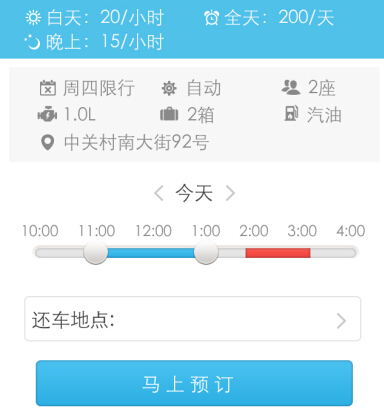 白天：20/小时 全天：200/天
晚上：15/小时
周四限行 自动 2座
1.0L 2箱 汽油
中关村南大街92号
今天
10:00 11:00 12:00 1:00 2:00 3:00 4:00
还车地点：
马上预订